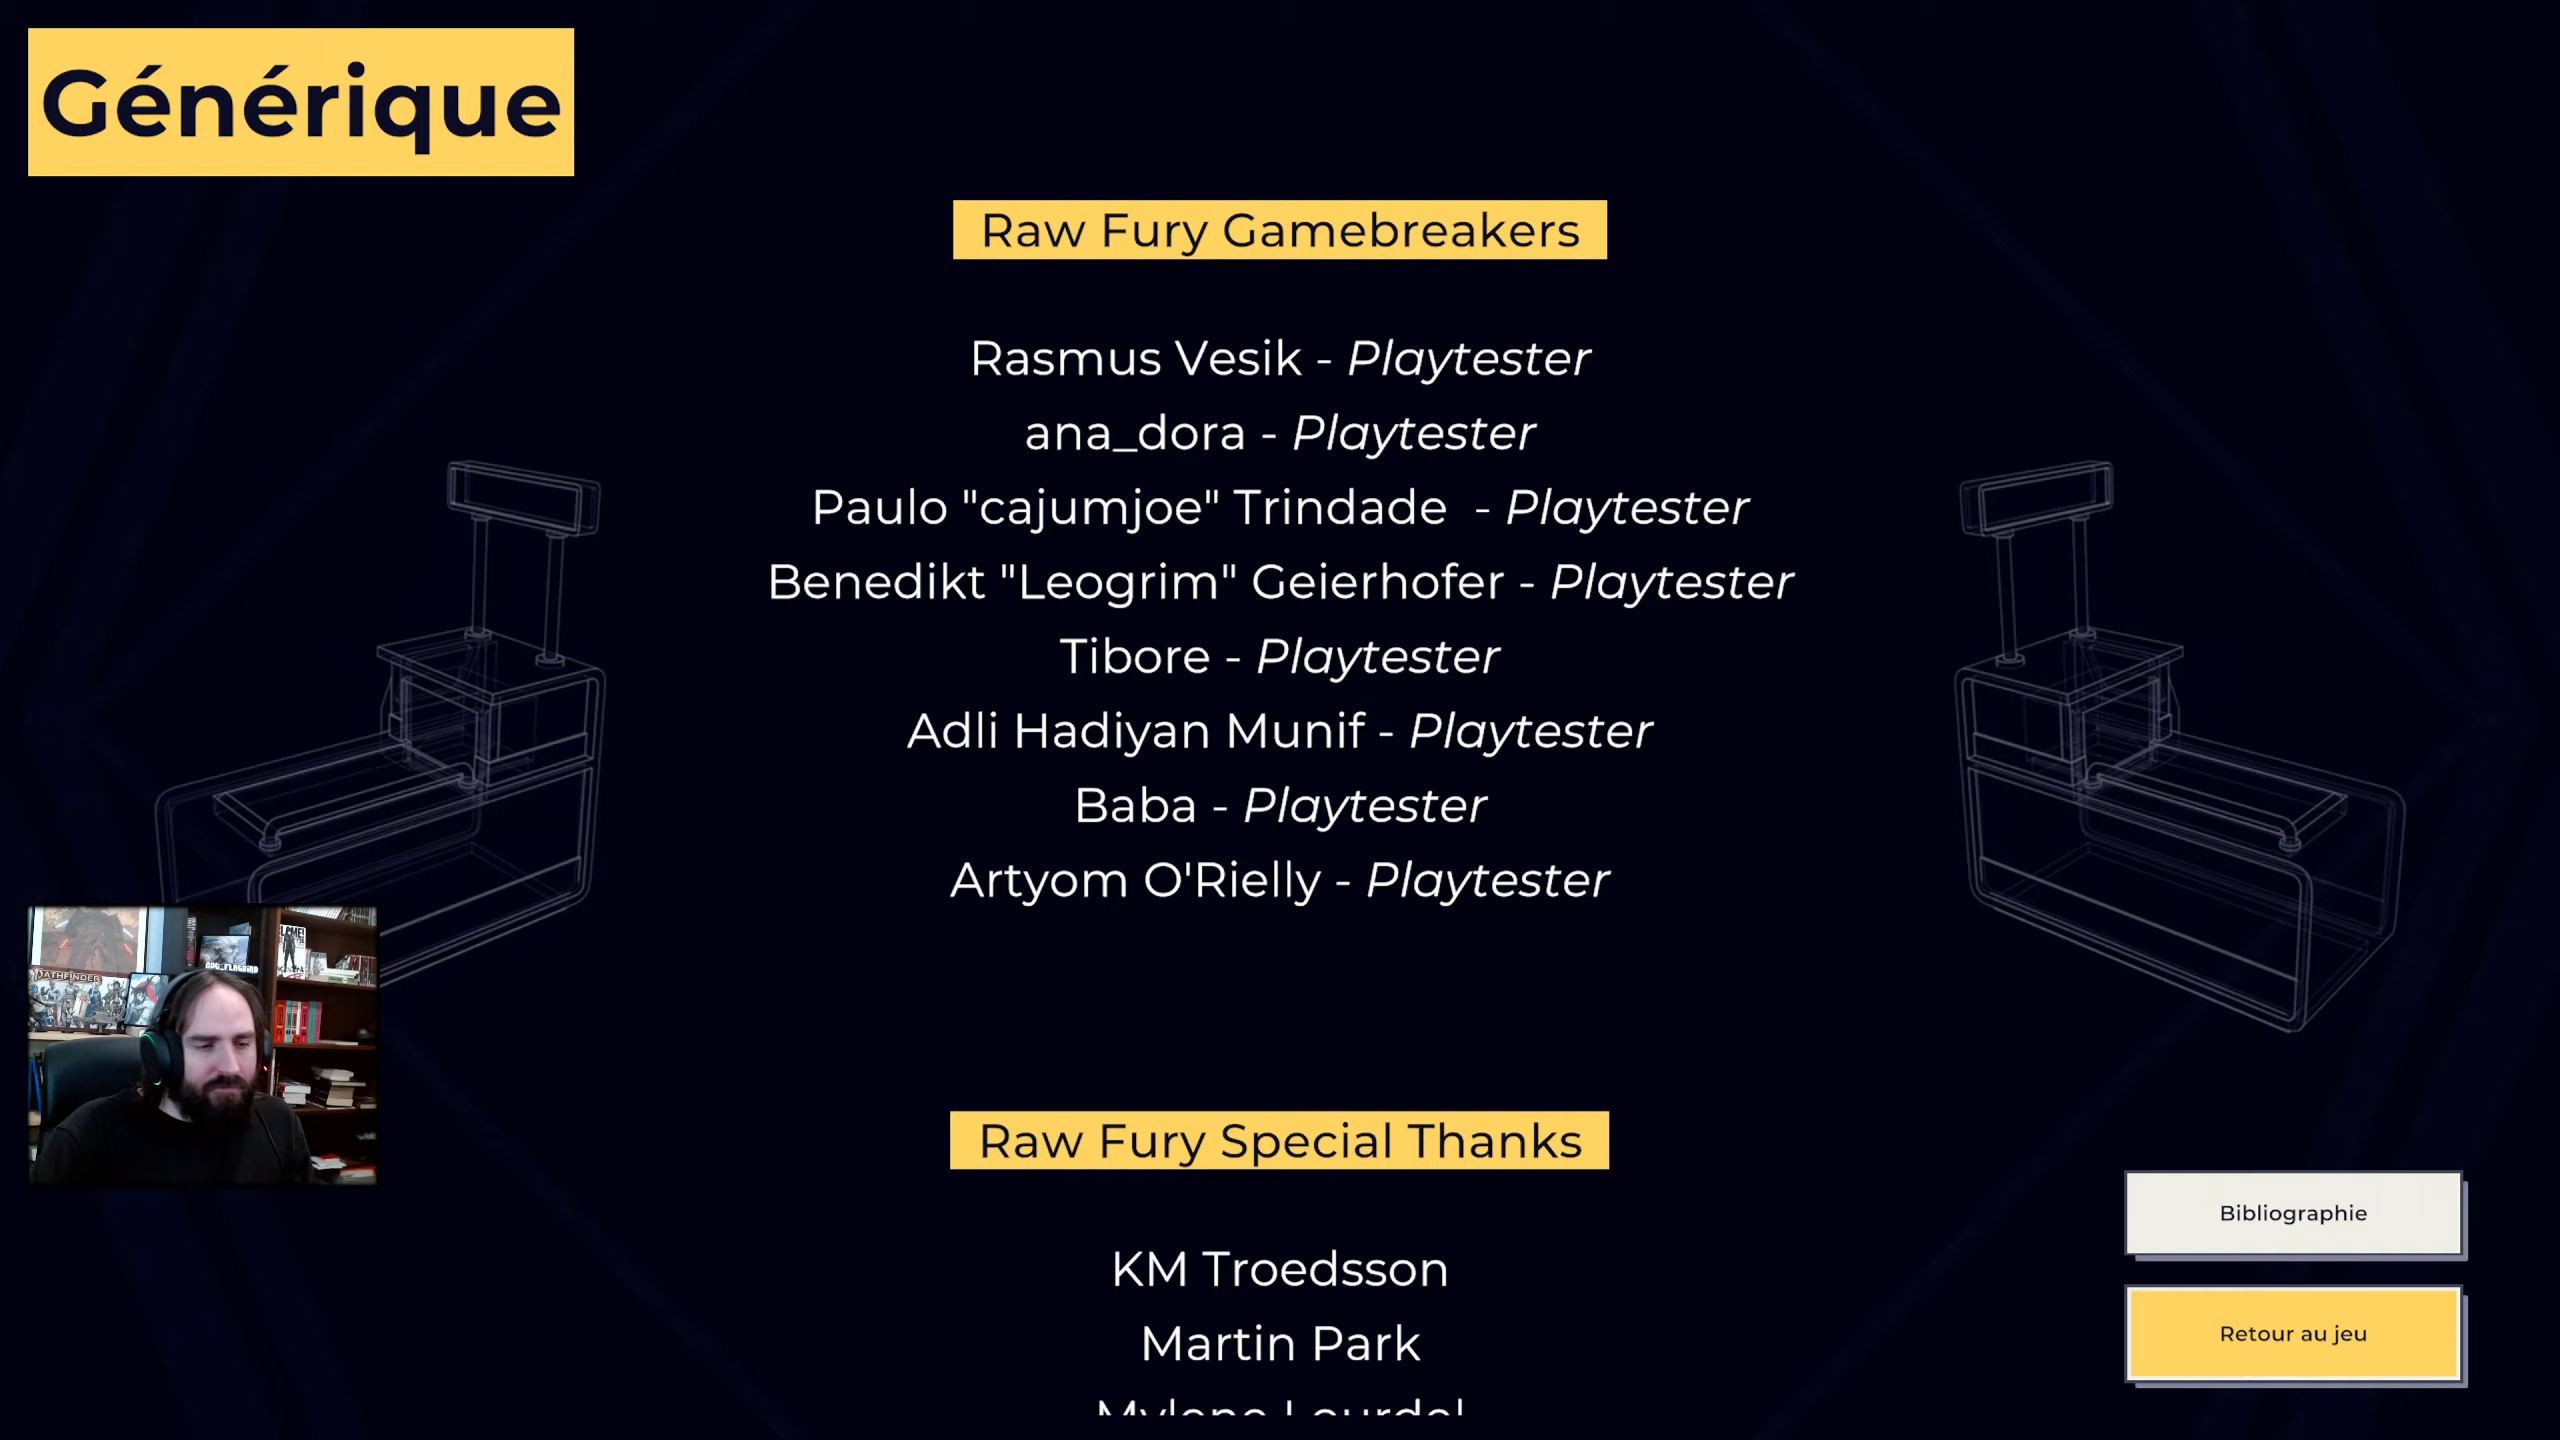 Générique
Raw Fury Gamebreakers
Rasmus Vesik - Playtester
ana_dora - Playtester
Paulo "cajumjoe" Trindade - Playtester
Benedikt "Leogrim" Geierhofer - Playtester
Tibore - Playtester
Adli Hadiyan Munif - Playtester
Baba - Playtester
Artyom O'Rielly - Playtester
PATHFINDER
Raw Fury Special Thanks
KM Troedsson
Martin Park
Bibliographie
Retour au jeu